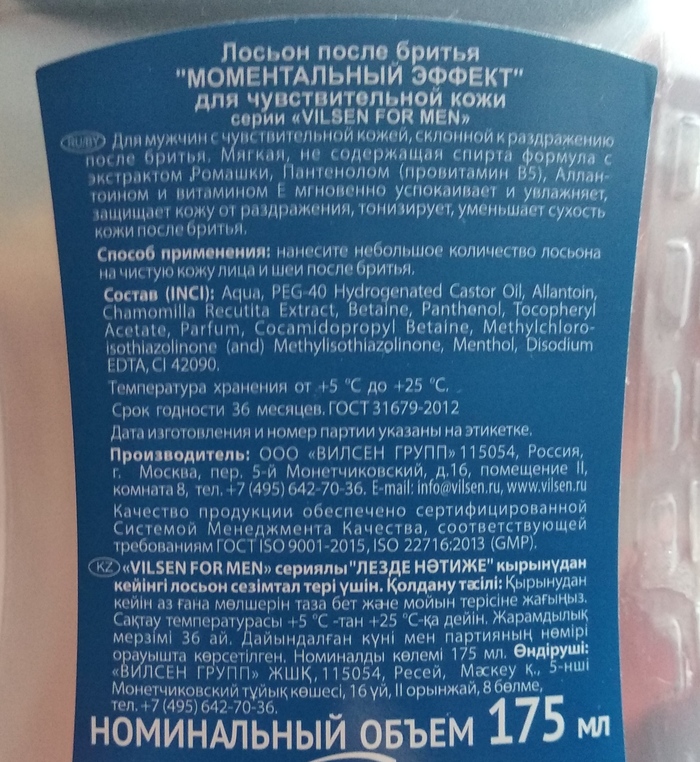 Лосьон после бритья
"МОМЕНТАЛЬНЫЙ ЭФФЕКТ"
для чувствительной кожи
серии «VILSEN FOR MEN»
RU/BY Для мужчин с чувствительной кожей, склонной к раздражению
после бритья. Мягкая, не содержащая спирта формула с
экстрактом Ромашки, Пантенолом (провитамин B5), Аллан-
тоином и витамином Е мгновенно успокаивает и увлажняет,
защищает кожу от раздражения, тонизирует, уменьшает сухость
кожи после бритья.
Способ применения: нанесите небольшое количество лосьона
на чистую кожу лица и шеи после бритья.
Состав (INCI): Aqua, PEG-40 Hydrogenated Castor Oil, Allantoin,
Chamomilla Recutita Extract, Betaine, Panthenol, Tocopheryl
Acetate, Parfum, Cocamidopropyl Betaine, Methylchloro-
isothiazolinone (and) Methylisothiazolinone, Menthol, Disodium
EDTA, CI 42090.
Температура хранения от +5 °C до +25 °C.
Срок годности 36 месяцев. ГОСТ 31679-2012
Дата изготовления и номер партии указаны на этикетке.
Производитель: ООО «ВИЛСЕН ГРУПП» 115054, Россия,
г. Москва, пер. 5-й Монетчиковский, д.16, помещение II,
комната 8, тел. +7 (495) 642-70-36. E-mail: info@vilsen.ru, www.vilsen.ru
Качество продукции обеспечено сертифицированной
Системой Менеджмента Качества, соответствующей
требованиям ГОСТ ISO 9001-2015, ISO 22716:2013 (GMP).
KZ «VILSEN FOR MEN» сериялы "ЛЕЗДЕ НӘТИЖЕ" қырынудан
кейінгі лосьон сезімтал тері үшін. Қолдану тәсілі: Қырынудан
кейін аз ғана мөлшерін таза бет және мойын терісіне жағыңыз.
Сақтау температурасы +5 °C -тан +25 °C-қа дейін. Жарамдылық
мерзімі 36 ай. Дайындалған күні мен партияның нөмірі
орауышта көрсетілген. Номиналды көлемі 175 мл. Өндіруші:
«ВИЛСЕН ГРУПП» ЖШҚ, 115054, Ресей, Мәскеу қ., 5-нші
Монетчиковский тұйық көшесі, 16 үй, II орынжай, 8 бөлме,
тел. +7 (495) 642-70-36.
НОМИНАЛЬНЫЙ ОБЪЕМ 175 МЛ